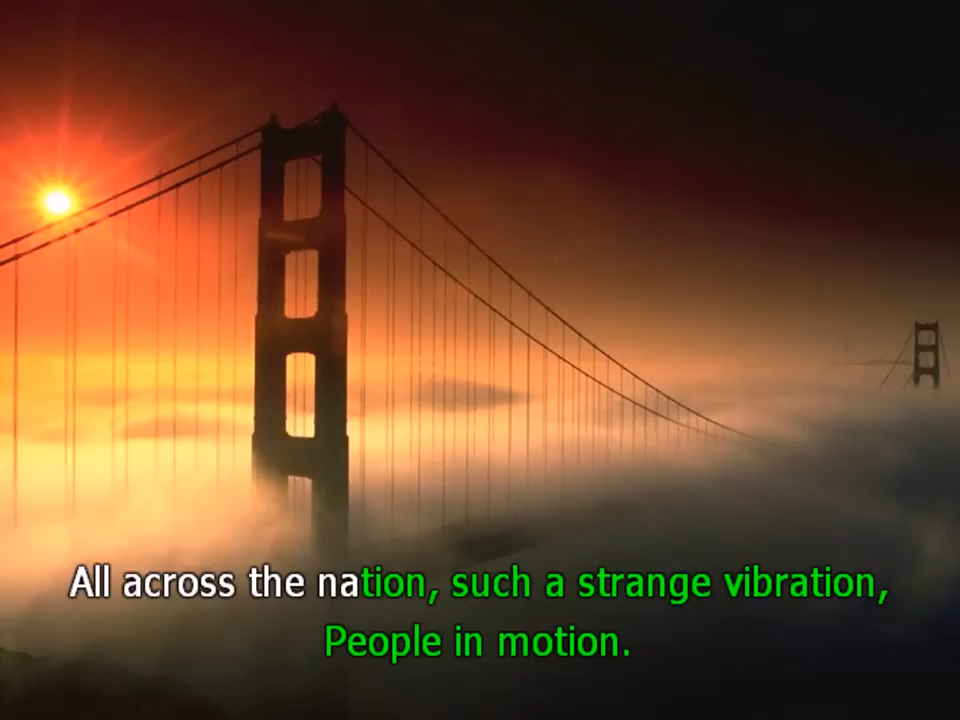 All across the nation, such a strange vibration,
People in motion.